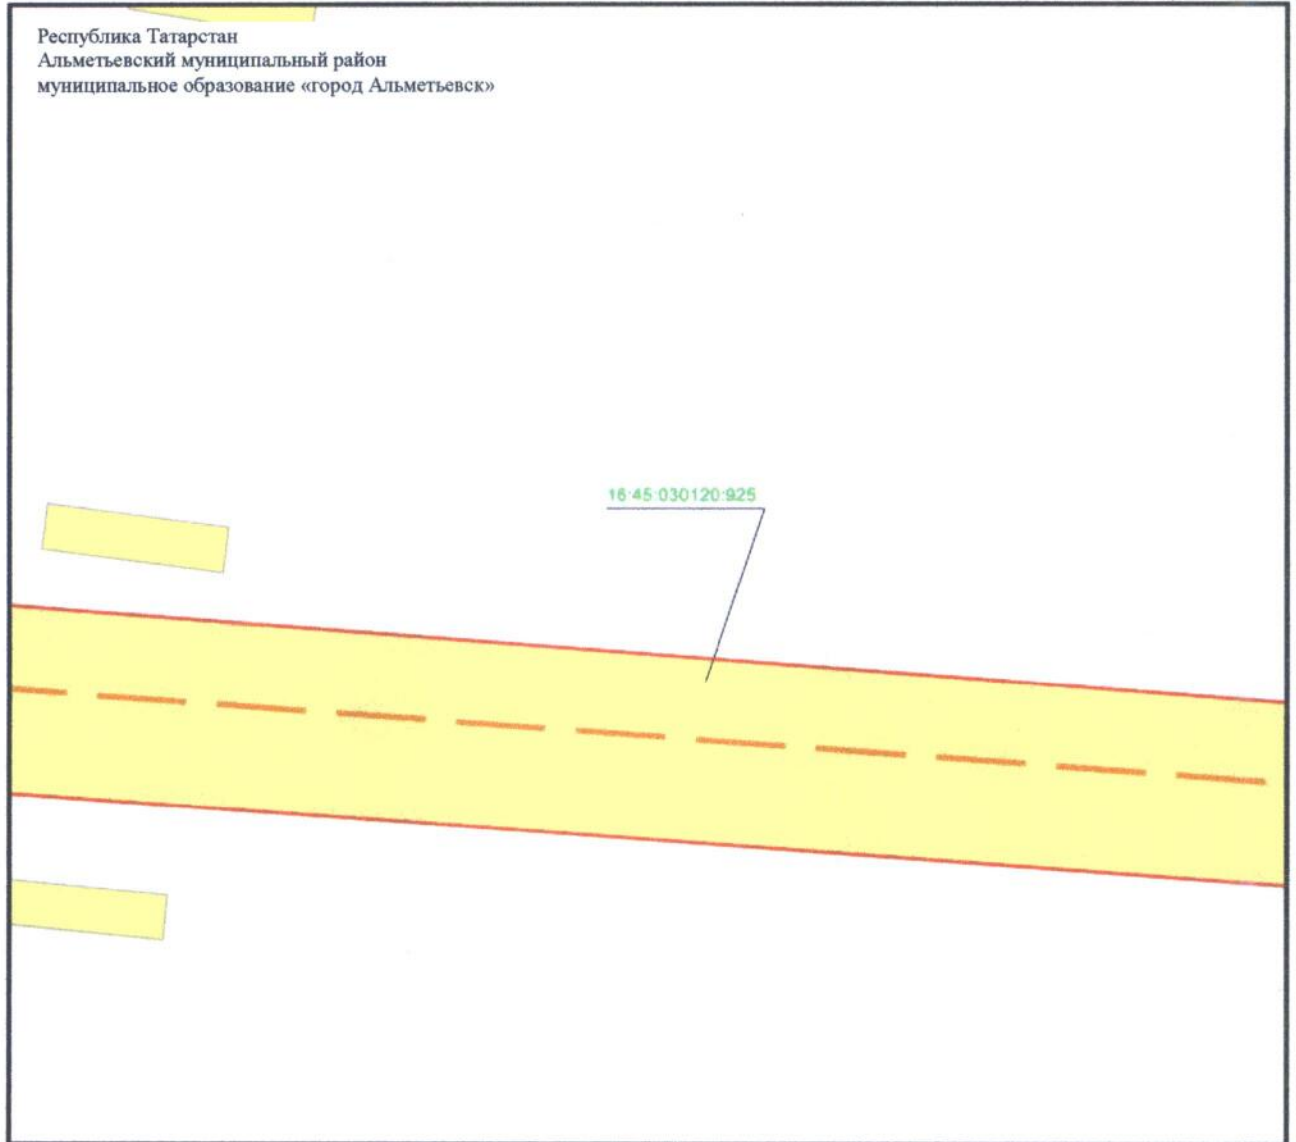 Республика Татарстан
Альметьевский муниципальный район
муниципальное образование «город Альметьевск»
16:45:030120:925